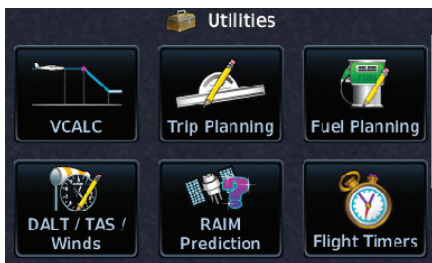 Utilities
VCALC
Trip Planning
Fuel Planning
DALT / TAS /
Winds
RAIM
Prediction
Flight Timers